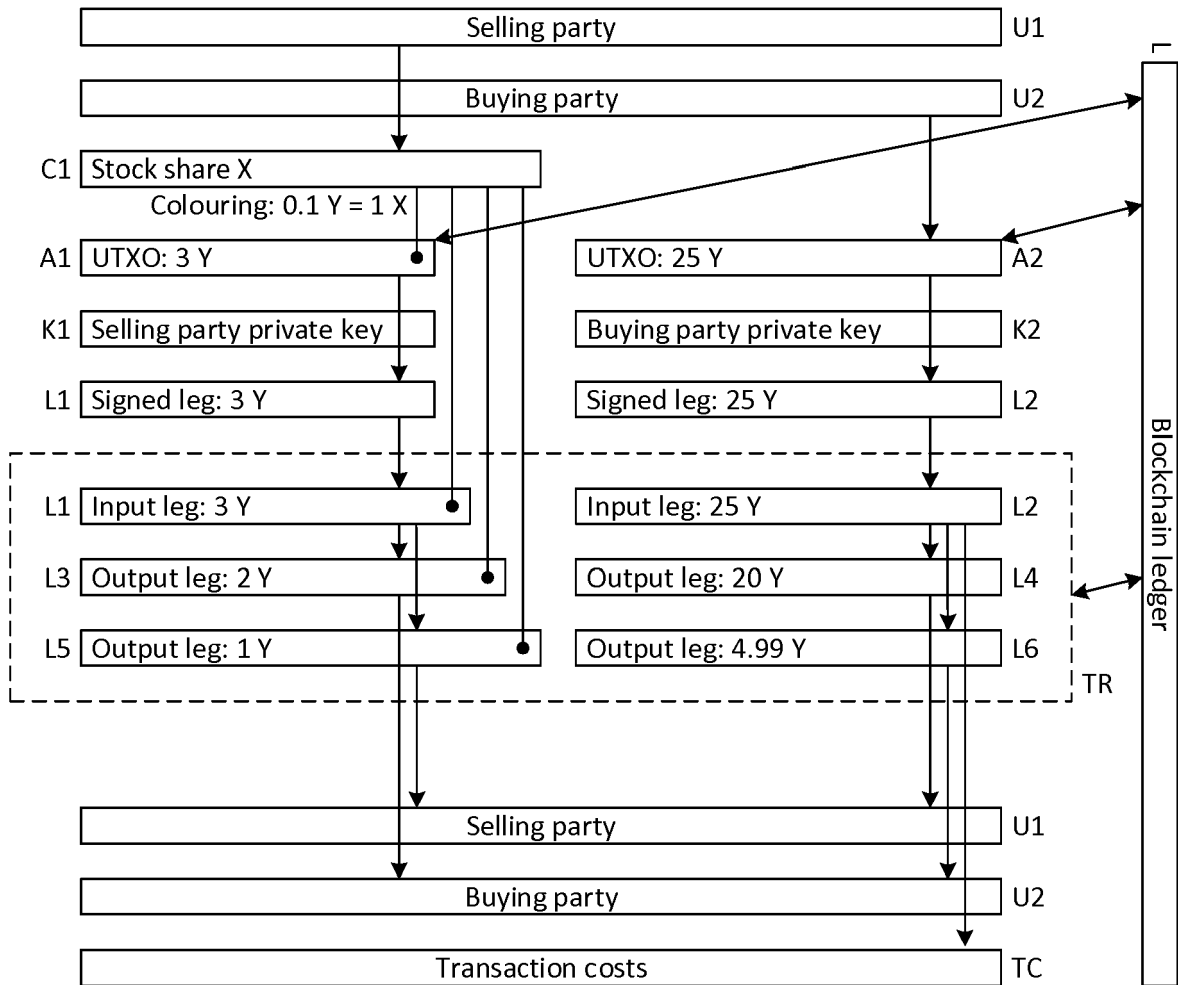 Selling party U1
L
Buying party U2
C1 Stock share X
Colouring: 0.1 Y = 1 X
A1 UTXO: 3 Y UTXO: 25 Y A2
K1 Selling party private key Buying party private key K2
L1 Signed leg: 3 Y Signed leg: 25 Y L2
Blockchain ledger
L1 Input leg: 3 Y Input leg: 25 Y L2
L3 Output leg: 2 Y Output leg: 20 Y L4
L5 Output leg: 1 Y Output leg: 4.99 Y L6
TR
Selling party U1
Buying party U2
Transaction costs TC